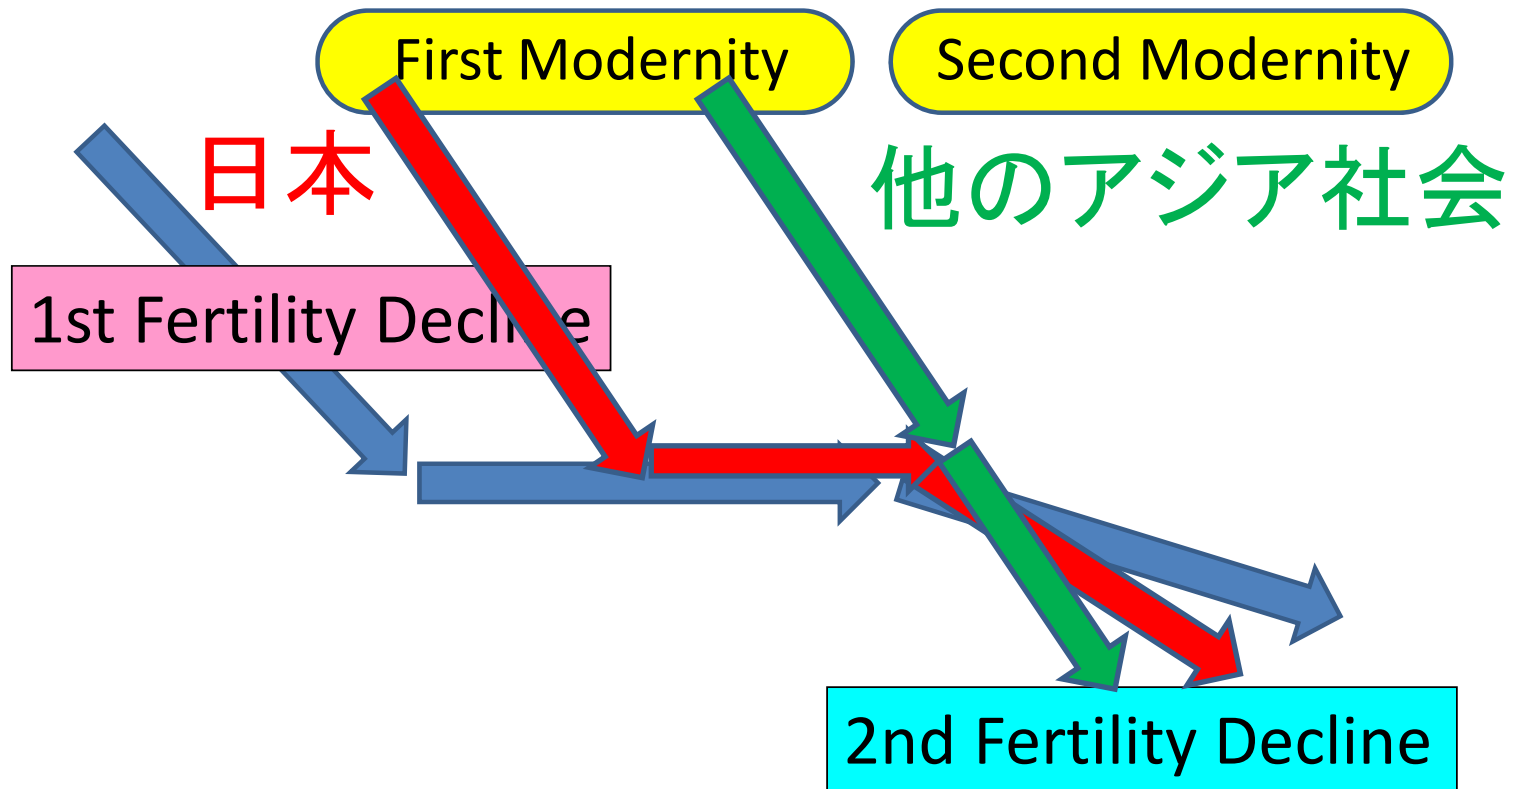 First Modernity
Second Modernity
日本
他のアジア社会
1st Fertility Decline
2nd Fertility Decline